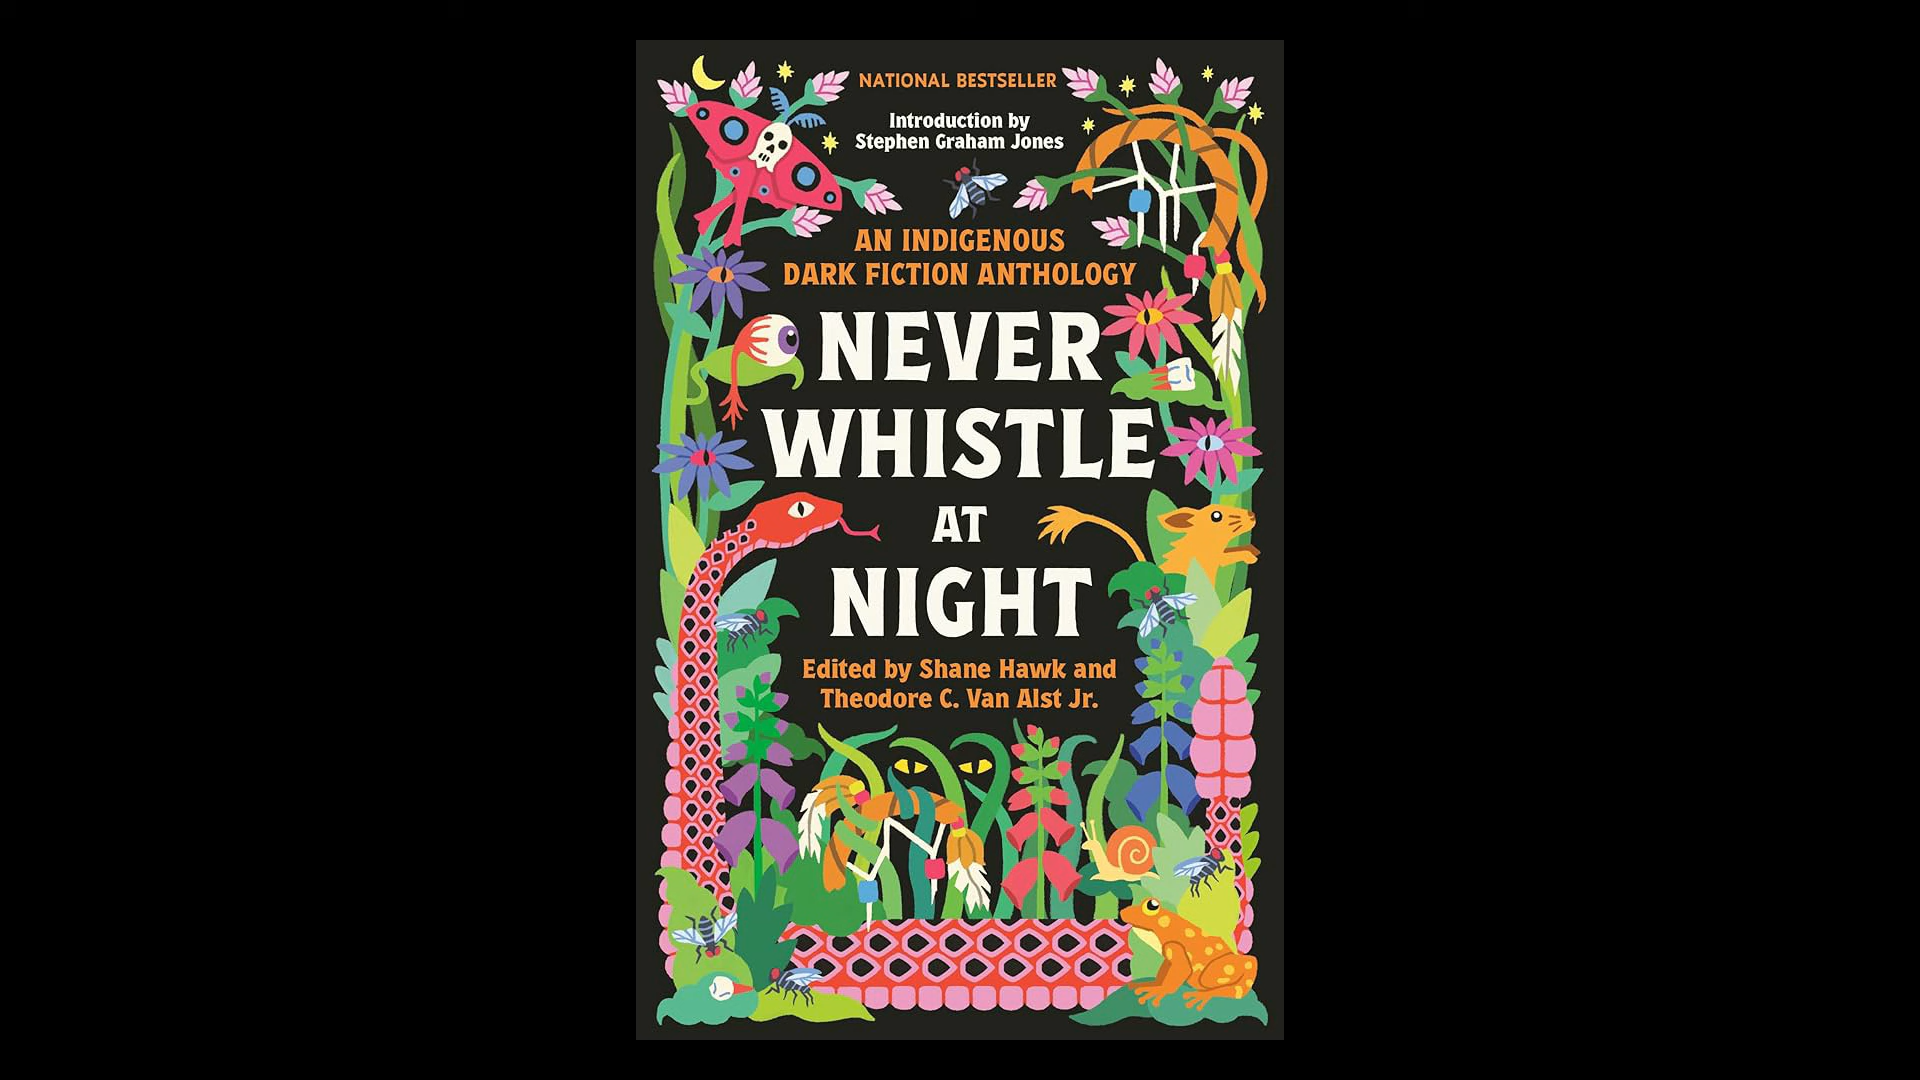 NATIONAL BESTSELLER
Introduction by
Stephen Graham Jones
AN INDIGENOUS
DARK FICTION ANTHOLOGY
NEVER
WHISTLE
AT
NIGHT
Edited by Shane Hawk and
Theodore C. Van Alst Jr.